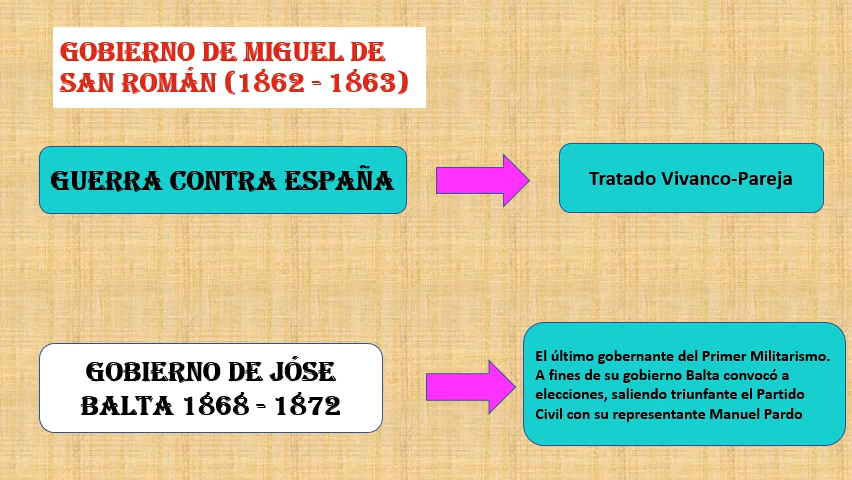 GOBIERNO DE MIGUEL DE
SAN ROMÁN (1862 - 1863)
GUERRA CONTRA ESPAÑA
Tratado Vivanco-Pareja
GOBIERNO DE JÓSE
BALTA 1868 - 1872
El último gobernante del Primer Militarismo.
A fines de su gobierno Balta convocó a
elecciones, saliendo triunfante el Partido
Civil con su representante Manuel Pardo